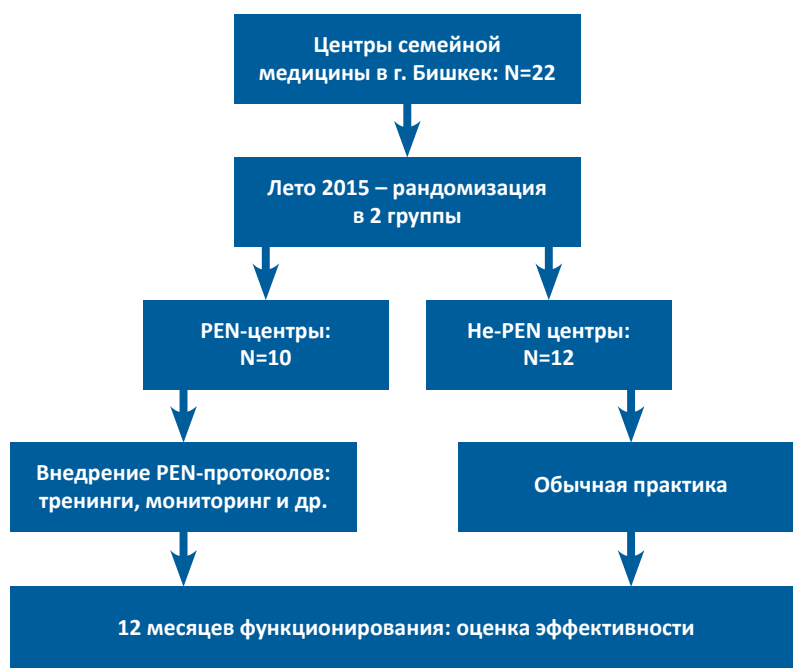 Центры семейной
медицины в г. Бишкек: N=22
Лето 2015 – рандомизация
в 2 группы
PEN-центры:
N=10
Не-PEN центры:
N=12
Внедрение PEN-протоколов:
тренинги, мониторинг и др.
Обычная практика
12 месяцев функционирования: оценка эффективности